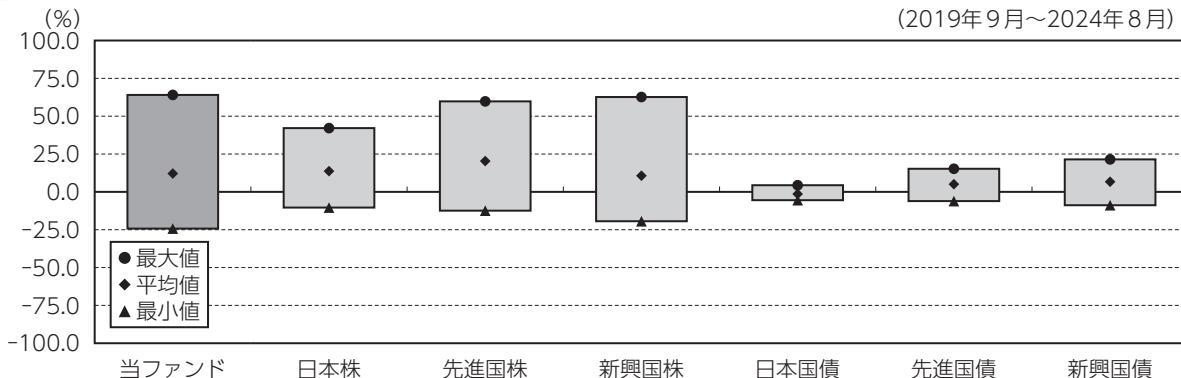 (%)
(2019年9月~2024年8月)
100.0
75.0
50.0
25.0
0.0
-25.0
-50.0
-75.0
-100.0
●最大値
◆平均値
▲最小値
当ファンド 日本株 先進国株 新興国株 日本国債 先進国債 新興国債